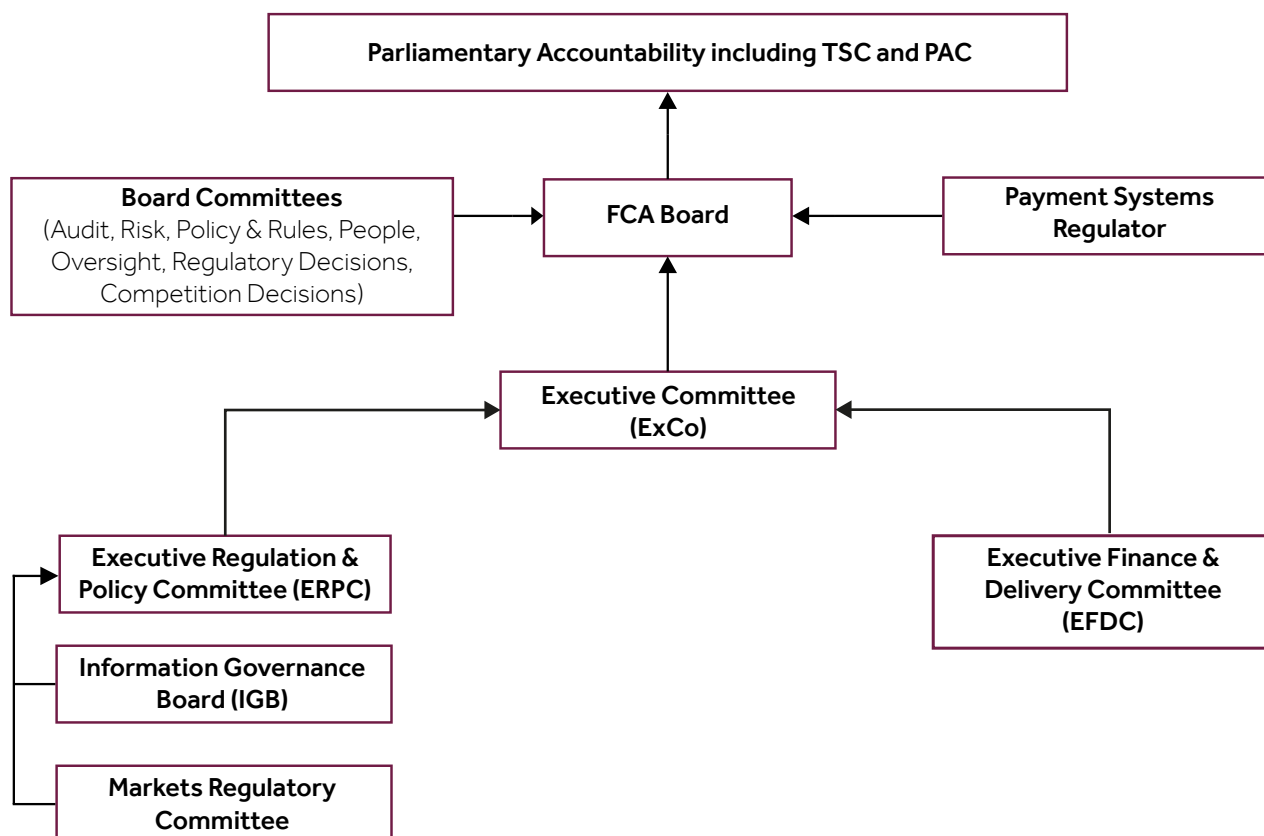 Parliamentary Accountability including TSC and PAC
Board Committees
(Audit, Risk, Policy & Rules, People,
Oversight, Regulatory Decisions,
Competition Decisions)
FCA Board
Payment Systems
Regulator
Executive Committee
(ExCo)
Executive Regulation &
Policy Committee (ERPC)
Executive Finance &
Delivery Committee
(EFDC)
Information Governance
Board (IGB)
Markets Regulatory
Committee